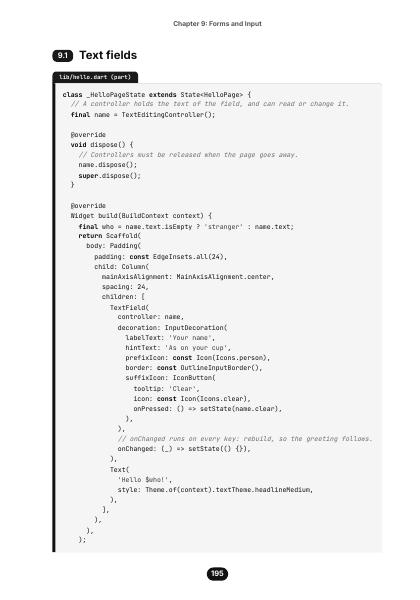 Chapter 9: Forms and Input
9.1 Text fields
lib/hello.dart (part)
class _HelloPageState extends State<HelloPage> {
  // A controller holds the text of the field, and can read or change it.
  final name = TextEditingController();

  @override
  void dispose() {
    // Controllers must be released when the page goes away.
    name.dispose();
    super.dispose();
  }

  @override
  Widget build(BuildContext context) {
    final who = name.text.isEmpty ? 'stranger' : name.text;
    return Scaffold(
      body: Padding(
        padding: const EdgeInsets.all(24),
        child: Column(
          mainAxisAlignment: MainAxisAlignment.center,
          spacing: 24,
          children: [
            TextField(
              controller: name,
              decoration: InputDecoration(
                labelText: 'Your name',
                hintText: 'As on your cup',
                prefixIcon: const Icon(Icons.person),
                border: const OutlineInputBorder(),
                suffixIcon: IconButton(
                  tooltip: 'Clear',
                  icon: const Icon(Icons.clear),
                  onPressed: () => setState(name.clear),
                ),
              ),
              // onChanged runs on every key: rebuild, so the greeting follows.
              onChanged: (_) => setState(() {}),
            ),
            Text(
              'Hello $who!',
              style: Theme.of(context).textTheme.headlineMedium,
            ),
          ],
        ),
      ),
    );
195